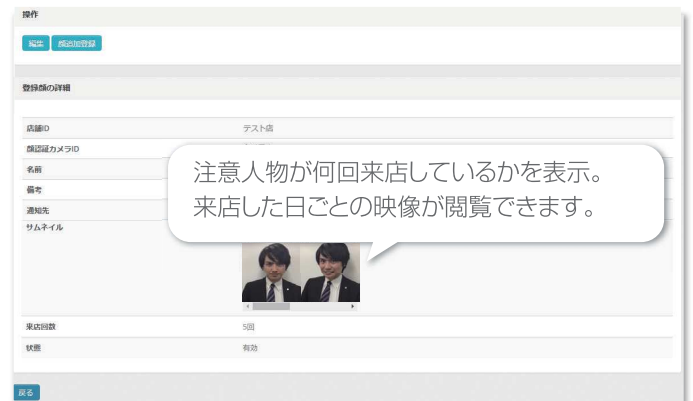 操作
編集 顔追加登録
登録顔の詳細
店舗ID テスト店
顔認証カメラID
名前
備考
通知先
注意人物が何回来店しているかを表示。
来店した日ごとの映像が閲覧できます。
サムネイル
来店回数 5回
状態 有効
戻る